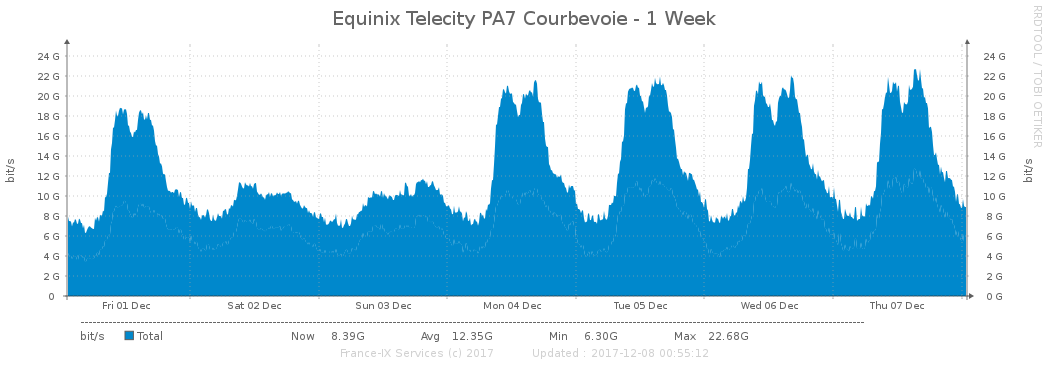 Equinix Telecity PA7 Courbevoie - 1 Week
RRDTOOL / TOBI OETIKER
24 G 24 G
22 G 22 G
20 G 20 G
18 G 18 G
16 G 16 G
14 G 14 G
12 G 12 G
10 G 10 G
8 G 8 G
6 G 6 G
4 G 4 G
2 G 2 G
0 0 G
bit/s
bit/s
Fri 01 Dec Sat 02 Dec Sun 03 Dec Mon 04 Dec Tue 05 Dec Wed 06 Dec Thu 07 Dec
bit/s Total Now 8.39G Avg 12.35G Min 6.30G Max 22.68G
France-IX Services (c) 2017 Updated : 2017-12-08 00:55:12